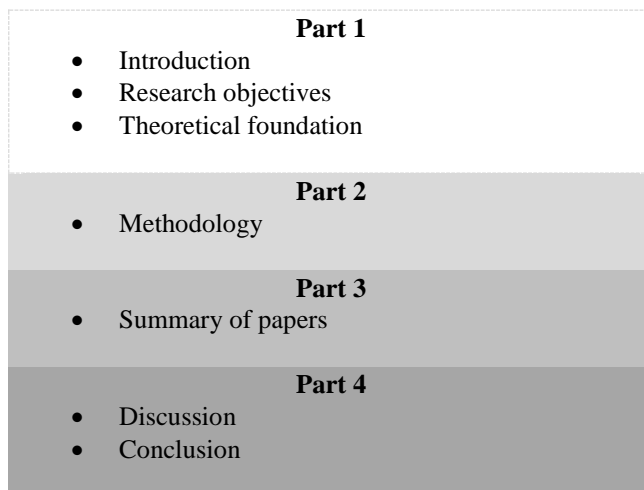 Part 1
• Introduction
• Research objectives
• Theoretical foundation
Part 2
• Methodology
Part 3
• Summary of papers
Part 4
• Discussion
• Conclusion